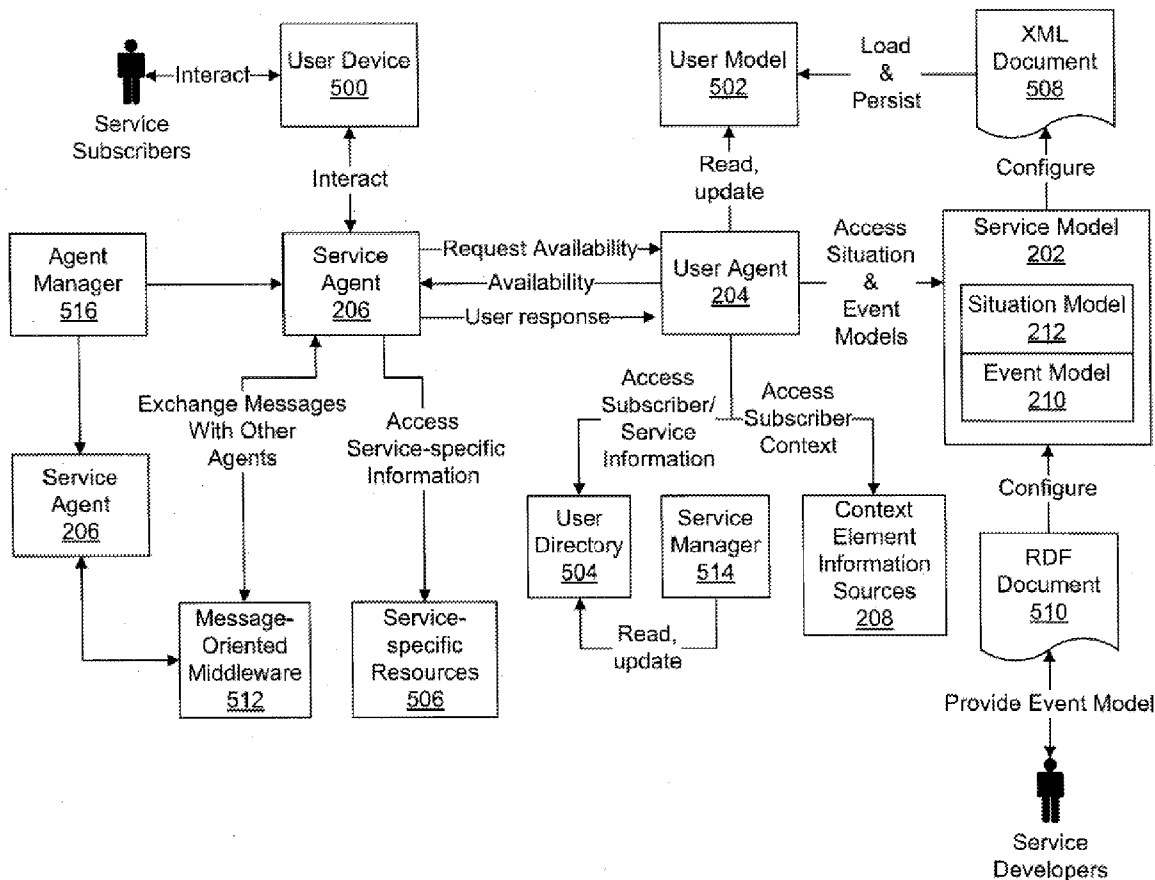 Service
Subscribers
Interact
User Device
500
Interact
User Model
502
Load
&
Persist
XML
Document
508
Read,
update
Configure
Agent
Manager
516
Service
Agent
206
Request Availability
Availability
User response
User Agent
204
Access
Situation
&
Event
Models
Service Model
202
Situation Model
212
Event Model
210
Exchange Messages
With Other
Agents
Access
Service-specific
Information
Access
Subscriber/
Service
Information
Access
Subscriber
Context
Configure
Service
Agent
206
User
Directory
504
Service
Manager
514
Context
Element
Information
Sources
208
RDF
Document
510
Message-
Oriented
Middleware
512
Service-
specific
Resources
506
Read,
update
Provide Event Model
Service
Developers